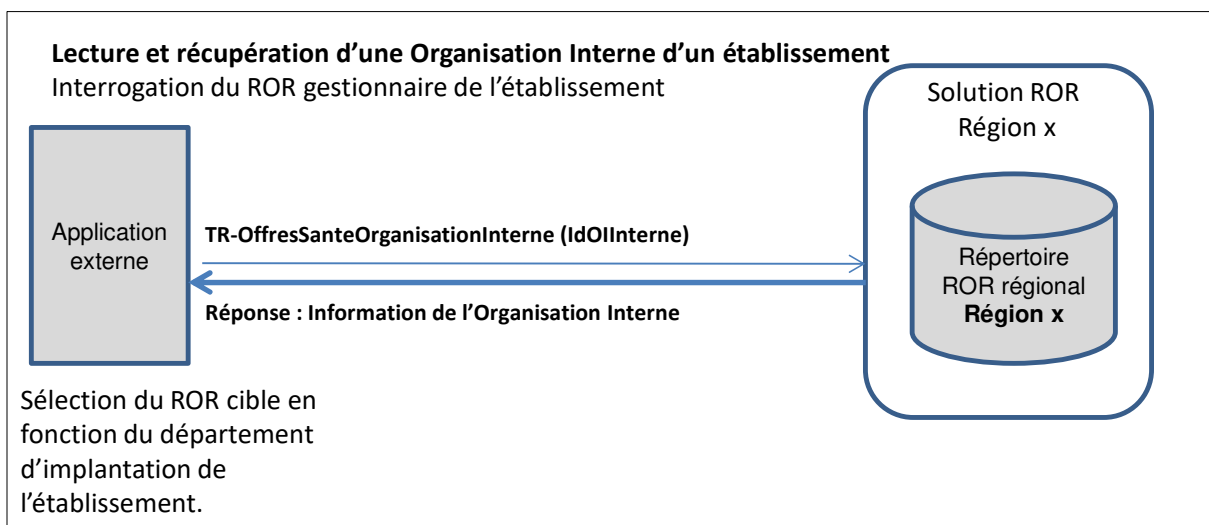 Lecture et récupération d'une Organisation Interne d'un établissement
Interrogation du ROR gestionnaire de l'établissement
Solution ROR
Région x
Application
externe
TR-OffresSanteOrganisationInterne (IdOIInterne)
Réponse : Information de l'Organisation Interne
Répertoire
ROR régional
Région x
Sélection du ROR cible en
fonction du département
d'implantation de
l'établissement.